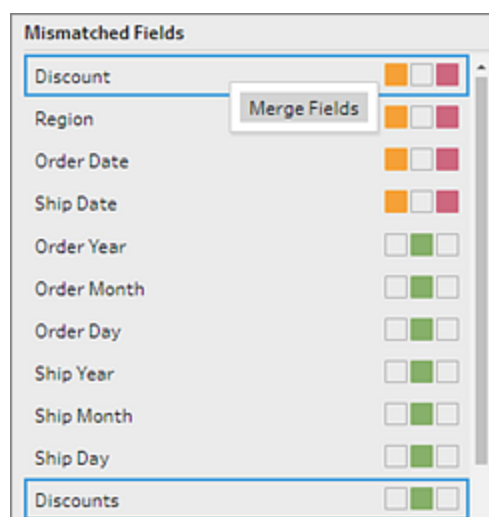 Mismatched Fields
Discount
Merge Fields
Region
Order Date
Ship Date
Order Year
Order Month
Order Day
Ship Year
Ship Month
Ship Day
Discounts